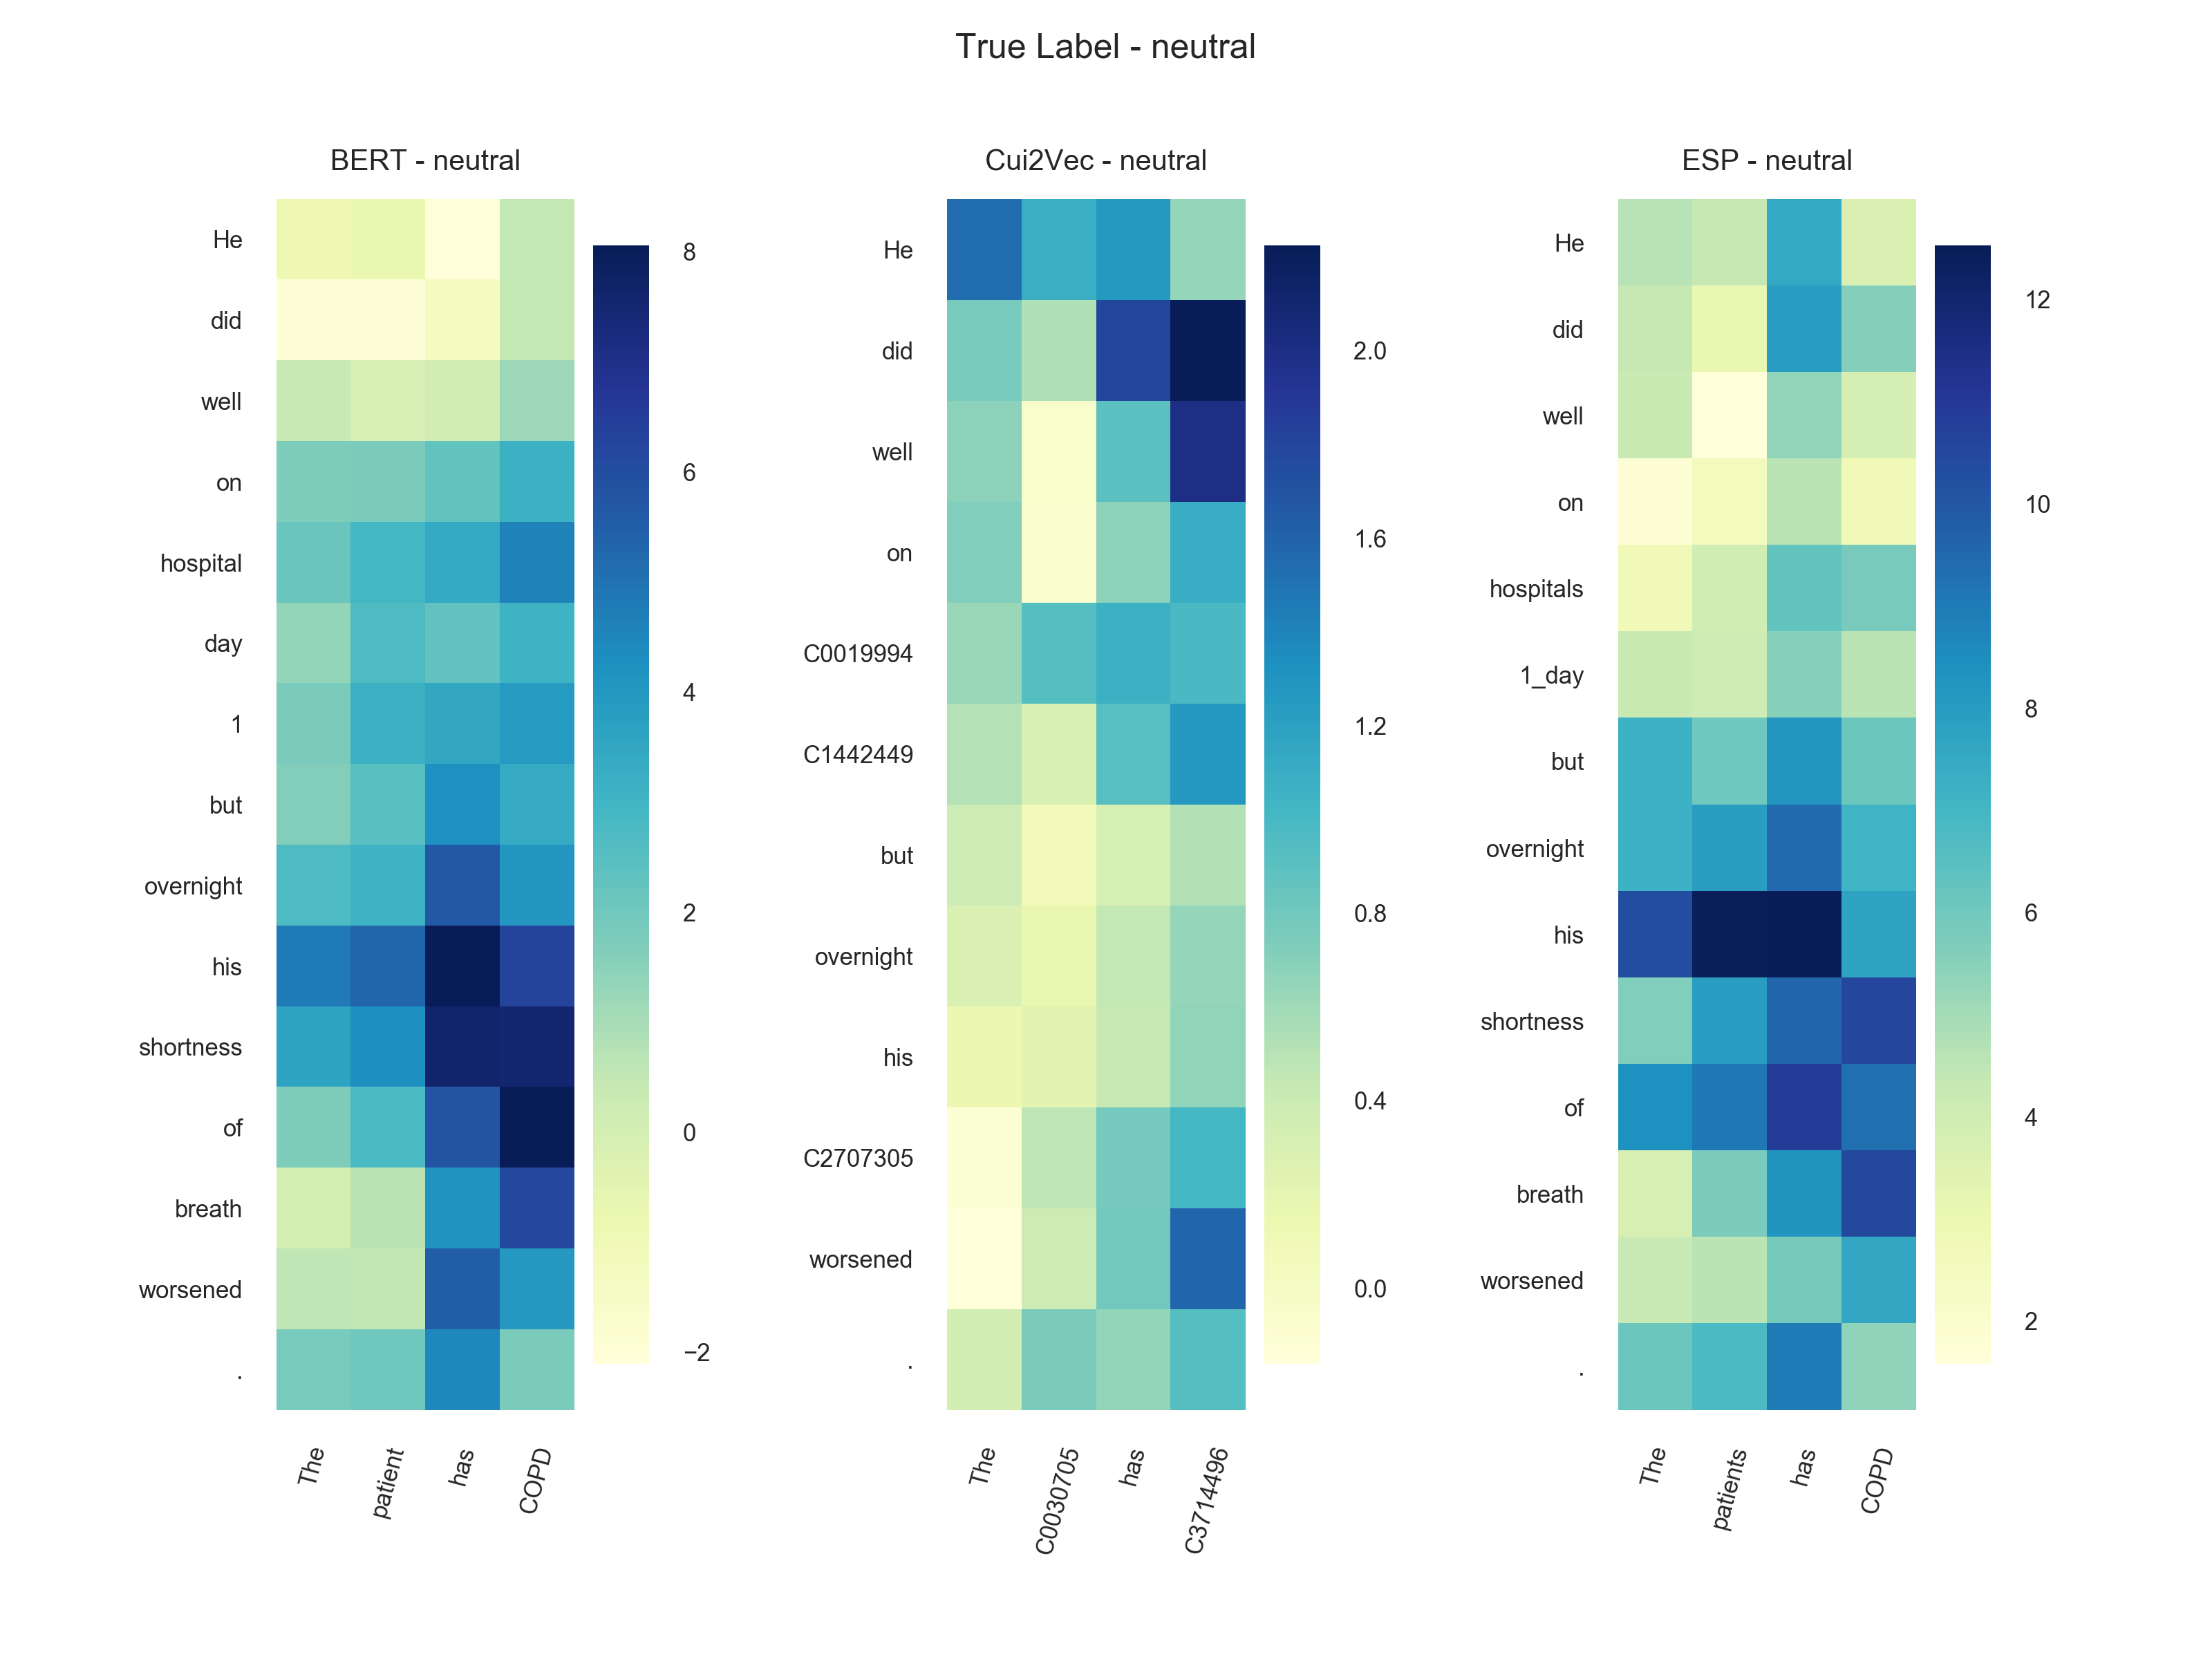 True Label - neutral
BERT - neutral
He
did
well
on
hospital
day
1
but
overnight
his
shortness
of
breath
worsened
.
The
patient
has
COPD
8
6
4
2
0
−2
Cui2Vec - neutral
He
did
well
on
C0019994
C1442449
but
overnight
his
C2707305
worsened
.
The
C0030705
has
C3714496
2.0
1.6
1.2
0.8
0.4
0.0
ESP - neutral
He
did
well
on
hospitals
1_day
but
overnight
his
shortness
of
breath
worsened
.
The
patients
has
COPD
12
10
8
6
4
2